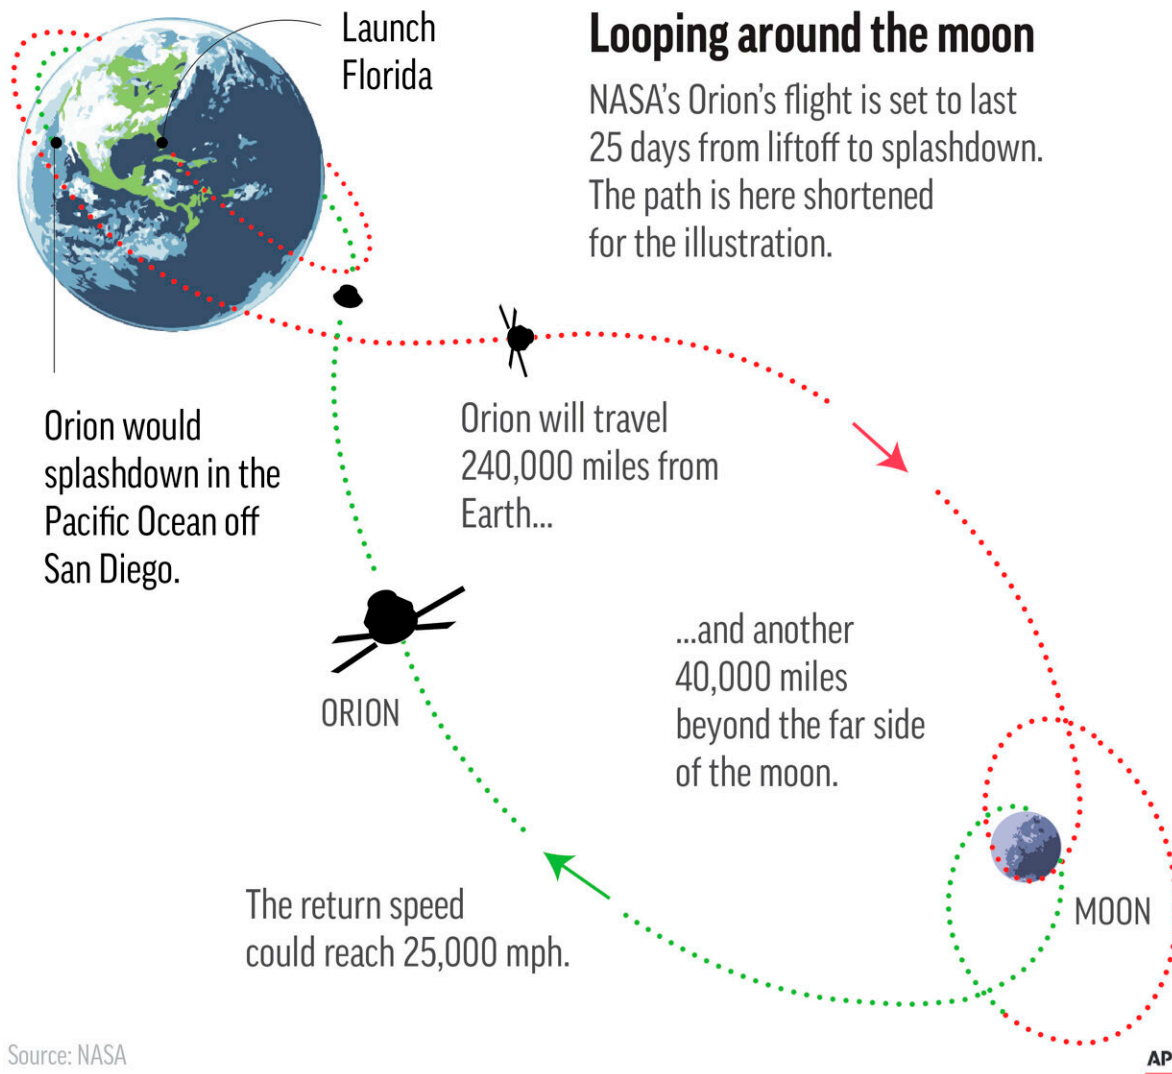 Launch
Florida
Looping around the moon
NASA's Orion's flight is set to last
25 days from liftoff to splashdown.
The path is here shortened
for the illustration.
Orion would
splashdown in the
Pacific Ocean off
San Diego.
Orion will travel
240,000 miles from
Earth...
ORION
...and another
40,000 miles
beyond the far side
of the moon.
MOON
The return speed
could reach 25,000 mph.
Source: NASA
AP